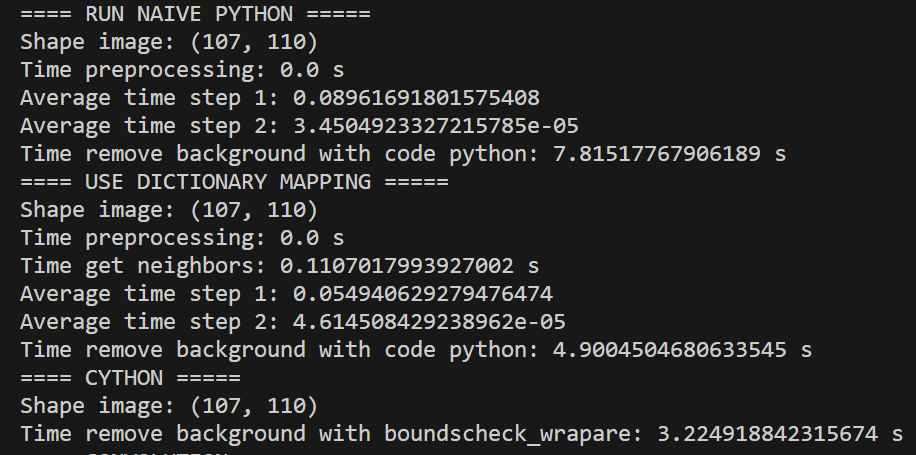 ==== RUN NAIVE PYTHON =====
Shape image: (107, 110)
Time preprocessing: 0.0 s
Average time step 1: 0.08961691801575408
Average time step 2: 3.4504923327215785e-05
Time remove background with code python: 7.81517767906189 s
==== USE DICTIONARY MAPPING =====
Shape image: (107, 110)
Time preprocessing: 0.0 s
Time get neighbors: 0.1107017993927002 s
Average time step 1: 0.054940629279476474
Average time step 2: 4.614508429238962e-05
Time remove background with code python: 4.9004504680633545 s
==== CYTHON =====
Shape image: (107, 110)
Time remove background with boundscheck_wrapare: 3.224918842315674 s